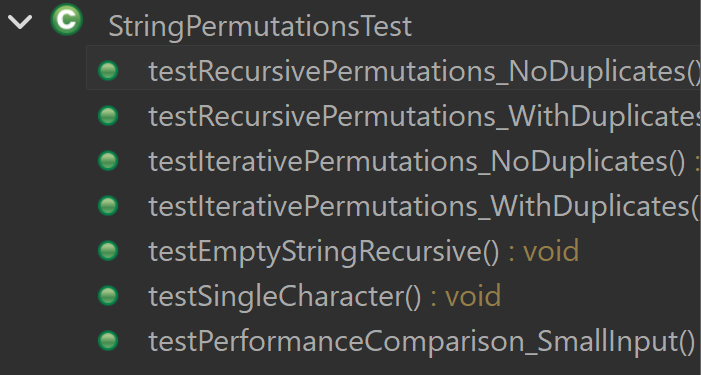 C StringPermutationsTest
testRecursivePermutations_NoDuplicates()
testRecursivePermutations_WithDuplicates
testIterativePermutations_NoDuplicates() :
testIterativePermutations_WithDuplicates(
testEmptyStringRecursive() : void
testSingleCharacter() : void
testPerformanceComparison_SmallInput()